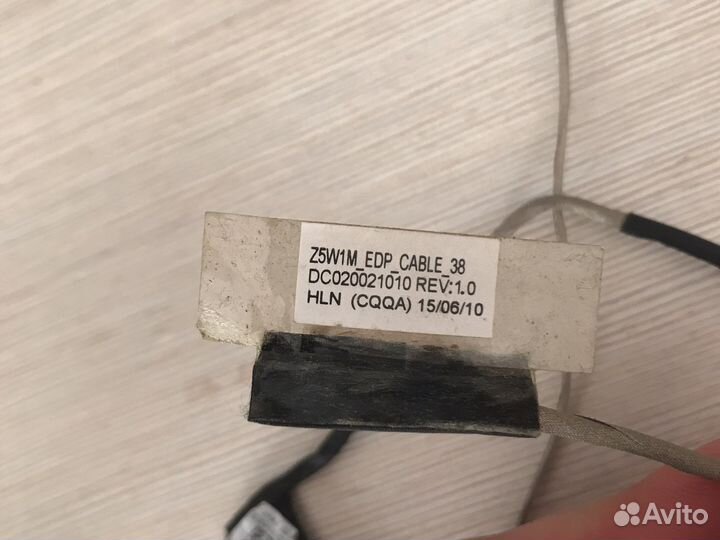 Z5W1M_EDP_CABLE_38
DC020021010 REV:1.0
HLN (CQQA) 15/06/10
Avito